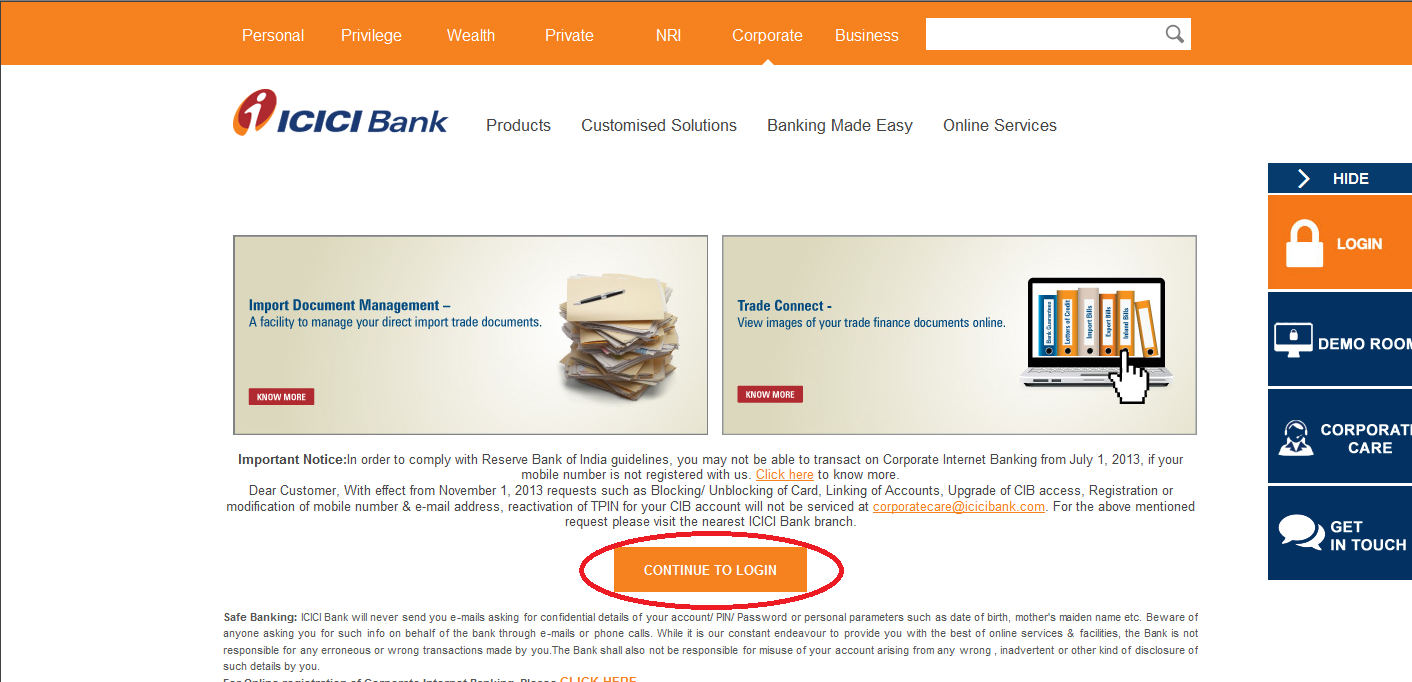 Personal Privilege Wealth Private NRI Corporate Business
ICICI Bank Products Customised Solutions Banking Made Easy Online Services
HIDE
LOGIN
DEMO ROOM
CORPORATE
CARE
GET
IN TOUCH
Import Document Management –
A facility to manage your direct import trade documents.
KNOW MORE
Trade Connect -
View images of your trade finance documents online.
Bank Guarantees
Letters of Credit
Import Bills
Export Bills
Inland Bills
KNOW MORE
Important Notice:In order to comply with Reserve Bank of India guidelines, you may not be able to transact on Corporate Internet Banking from July 1, 2013, if your
mobile number is not registered with us. Click here to know more.
Dear Customer, With effect from November 1, 2013 requests such as Blocking/ Unblocking of Card, Linking of Accounts, Upgrade of CIB access, Registration or
modification of mobile number & e-mail address, reactivation of TPIN for your CIB account will not be serviced at corporatecare@icicibank.com. For the above mentioned
request please visit the nearest ICICI Bank branch.
CONTINUE TO LOGIN
Safe Banking: ICICI Bank will never send you e-mails asking for confidential details of your account/ PIN/ Password or personal parameters such as date of birth, mother's maiden name etc. Beware of
anyone asking you for such info on behalf of the bank through e-mails or phone calls. While it is our constant endeavour to provide you with the best of online services & facilities, the Bank is not
responsible for any erroneous or wrong transactions made by you.The Bank shall also not be responsible for misuse of your account arising from any wrong , inadvertent or other kind of disclosure of
such details by you.
For Online registration of Corporate Internet Banking, Please CLICK HERE